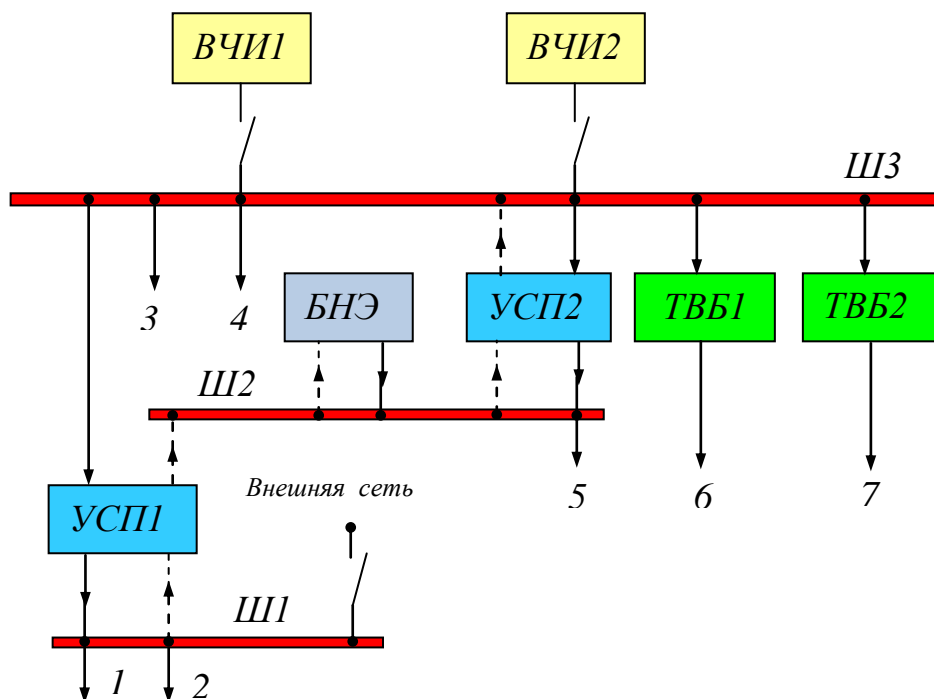 ВЧИ1
ВЧИ2
Ш3
3
4
БНЭ
УСП2
ТВБ1
ТВБ2
Ш2
Внешняя сеть
5
6
7
УСП1
Ш1
1
2